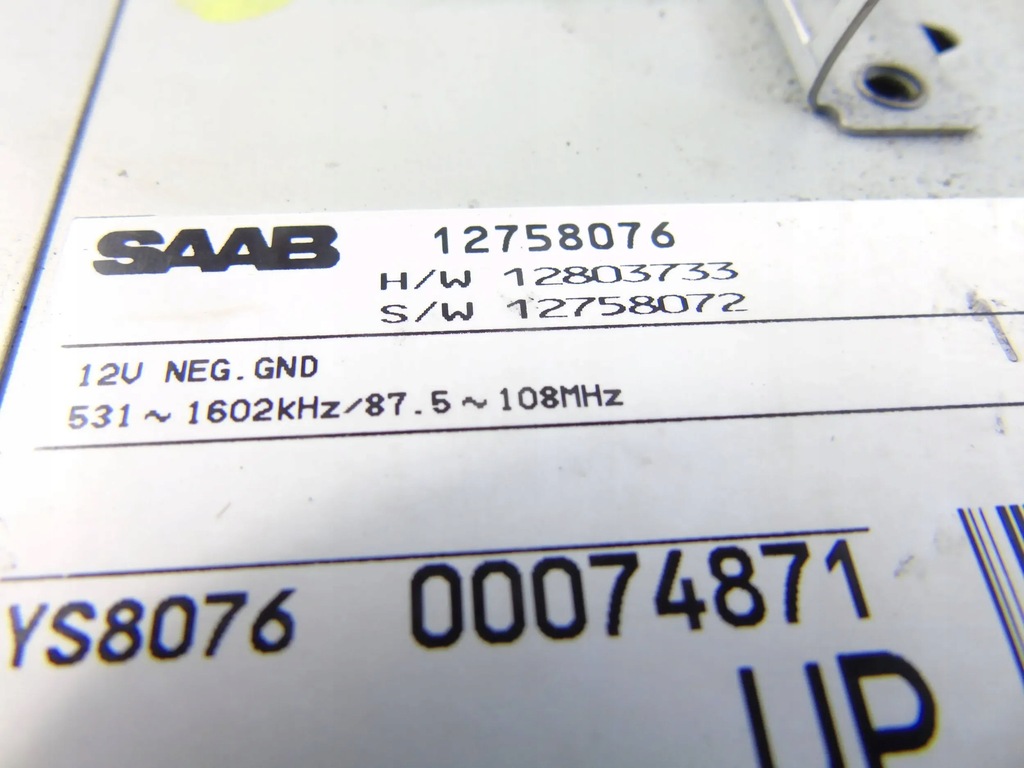 SAAB 12758076
H/W 12803733
S/W 12758072
12V NEG.GND
531~1602kHz/87.5~108MHz
YS8076 00074871
UP